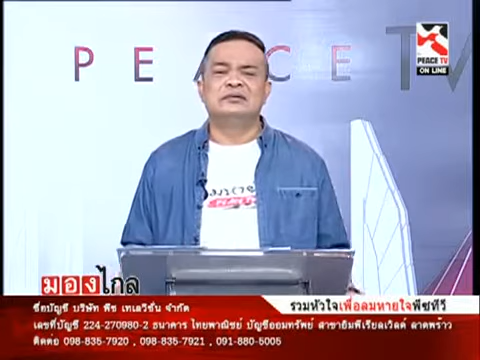 PEACE TV
PEACE TV
ON LINE
มองไกล
รวมหัวใจเพื่อลมหายใจพีซทีวี
ชื่อบัญชี บริษัท พีซ เทเลวิชั่น จำกัด
เลขที่บัญชี 224-270980-2 ธนาคาร ไทยพาณิชย์ บัญชีออมทรัพย์ สาขาอิมพีเรียลเวิลด์ ลาดพร้าว
ติดต่อ 098-835-7920 , 098-835-7921 , 091-880-5005